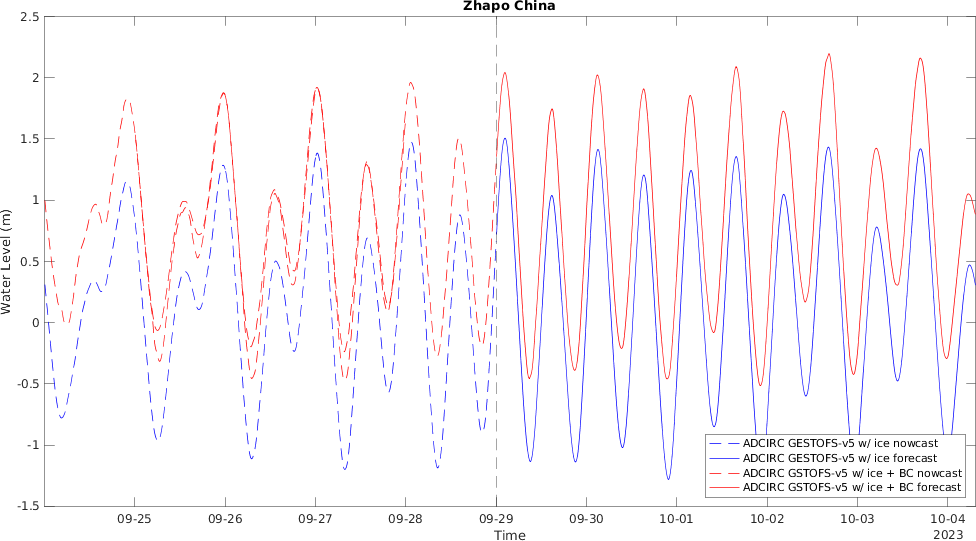 Zhapo China
2.5
2
1.5
1
0.5
0
-0.5
-1
-1.5
Water Level (m)
ADCIRC GESTOFS-v5 w/ ice nowcast
ADCIRC GESTOFS-v5 w/ ice forecast
ADCIRC GSTOFS-v5 w/ ice + BC nowcast
ADCIRC GSTOFS-v5 w/ ice + BC forecast
09-25 09-26 09-27 09-28 09-29 09-30 10-01 10-02 10-03 10-04
2023
Time